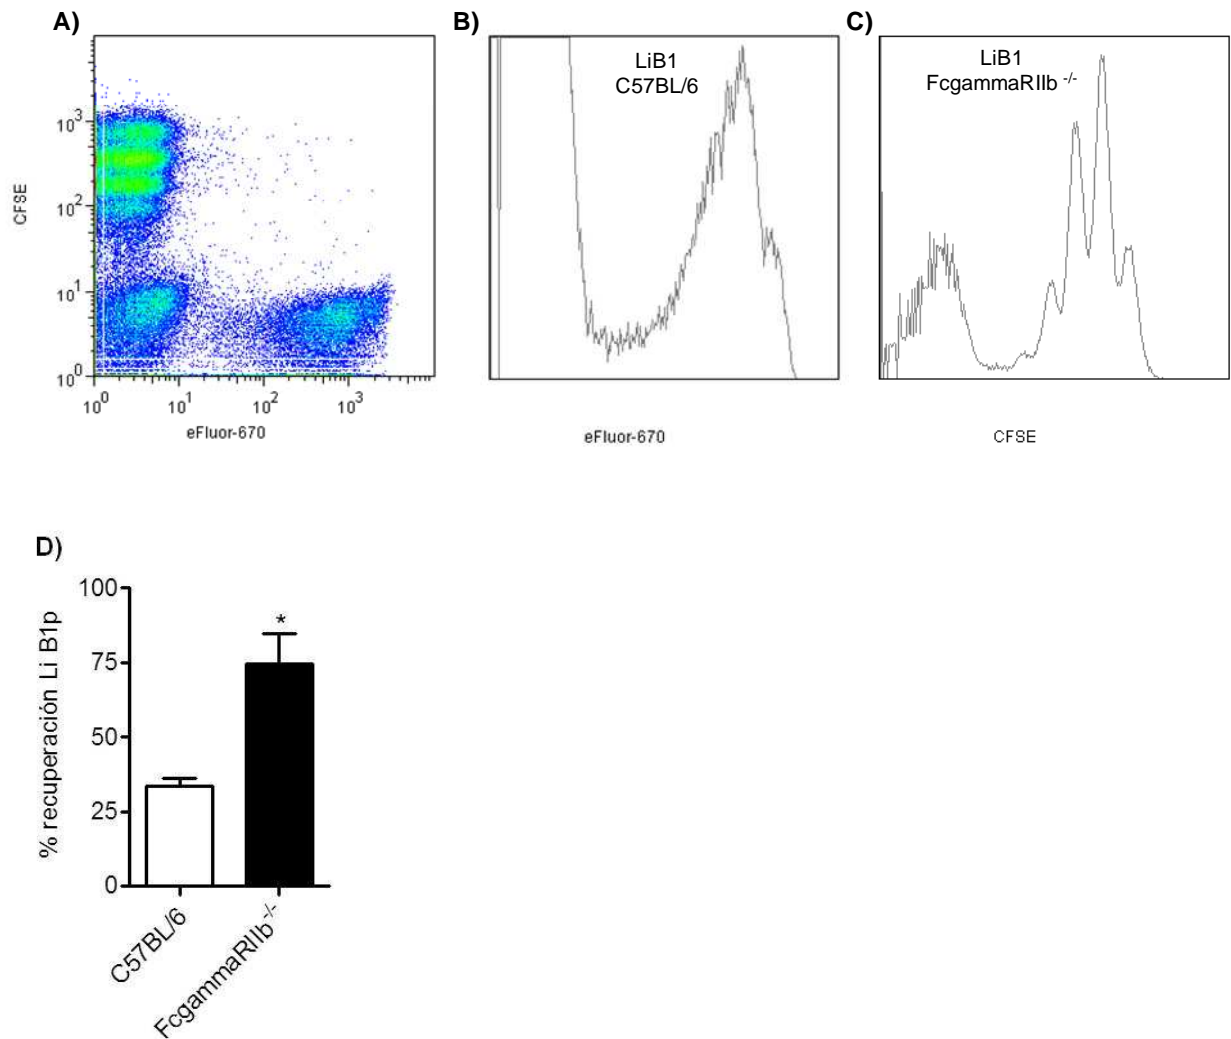 A)
CFSE
10³
10²
10¹
10⁰
10⁰ 10¹ 10² 10³
eFluor-670
B)
LiB1
C57BL/6
eFluor-670
C)
LiB1
FcgammaRIIb -/-
CFSE
D)
% recuperación Li B1p
100
75
50
25
0
*
C57BL/6
FcgammaRIIb-/-